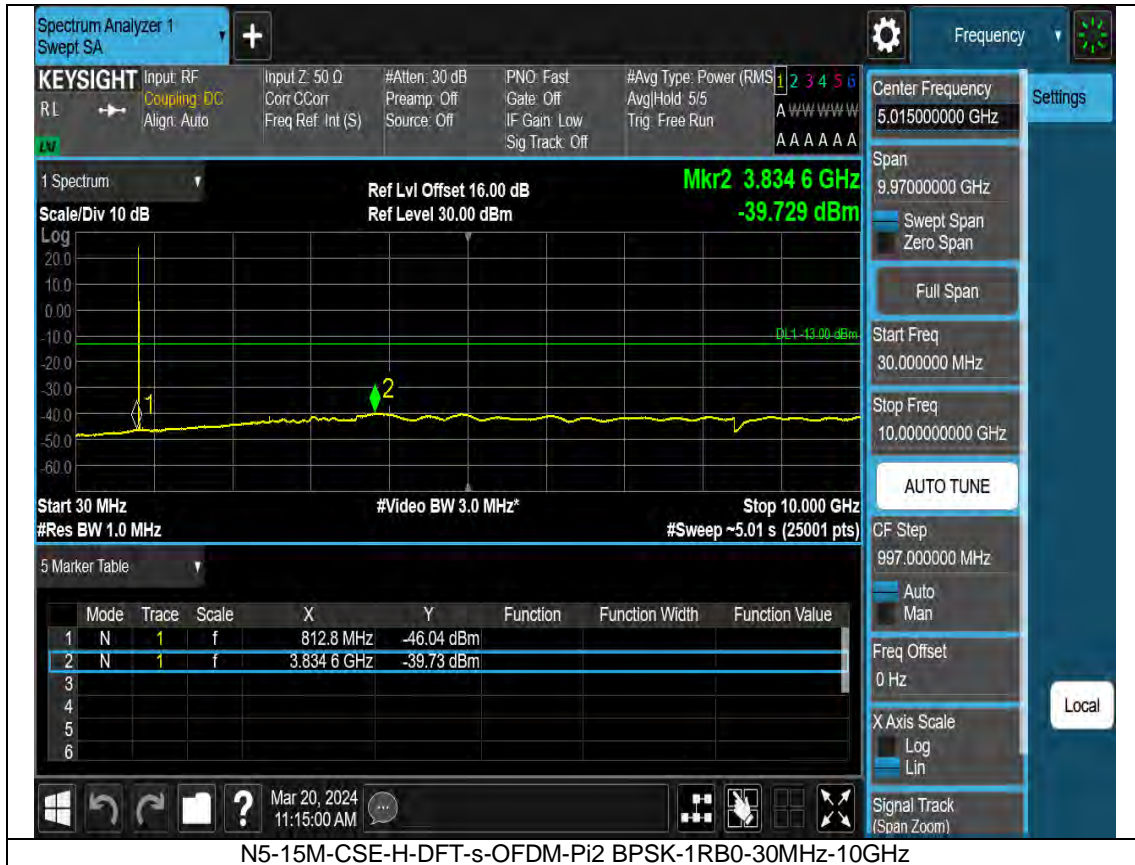 Spectrum Analyzer 1
Swept SA
+
Frequency
KEYSIGHT
RL
LXI
Input: RF
Coupling: DC
Align: Auto
Input Z: 50 Ω
Corr CCorr
Freq Ref: Int (S)
#Atten: 30 dB
Preamp: Off
Source: Off
PNO: Fast
Gate: Off
IF Gain: Low
Sig Track: Off
#Avg Type: Power (RMS
Avg|Hold: 5/5
Trig: Free Run
1 2 3 4 5 6
A W W W W W
A A A A A A
1 Spectrum
Scale/Div 10 dB
Ref Lvl Offset 16.00 dB
Ref Level 30.00 dBm
Mkr2 3.834 6 GHz
-39.729 dBm
Log
20.0
10.0
0.00
-10.0
-20.0
-30.0
-40.0
-50.0
-60.0
DL1 -13.00 dBm
1
2
Start 30 MHz
#Res BW 1.0 MHz
#Video BW 3.0 MHz*
Stop 10.000 GHz
#Sweep ~5.01 s (25001 pts)
5 Marker Table
Mode Trace Scale X Y Function Function Width Function Value
1 N 1 f 812.8 MHz -46.04 dBm
2 N 1 f 3.834 6 GHz -39.73 dBm
3
4
5
6
Mar 20, 2024
11:15:00 AM
?
Center Frequency
5.015000000 GHz
Settings
Span
9.97000000 GHz
Swept Span
Zero Span
Full Span
Start Freq
30.000000 MHz
Stop Freq
10.000000000 GHz
AUTO TUNE
CF Step
997.000000 MHz
Auto
Man
Freq Offset
0 Hz
Local
X Axis Scale
Log
Lin
Signal Track
(Span Zoom)
N5-15M-CSE-H-DFT-s-OFDM-Pi2 BPSK-1RB0-30MHz-10GHz